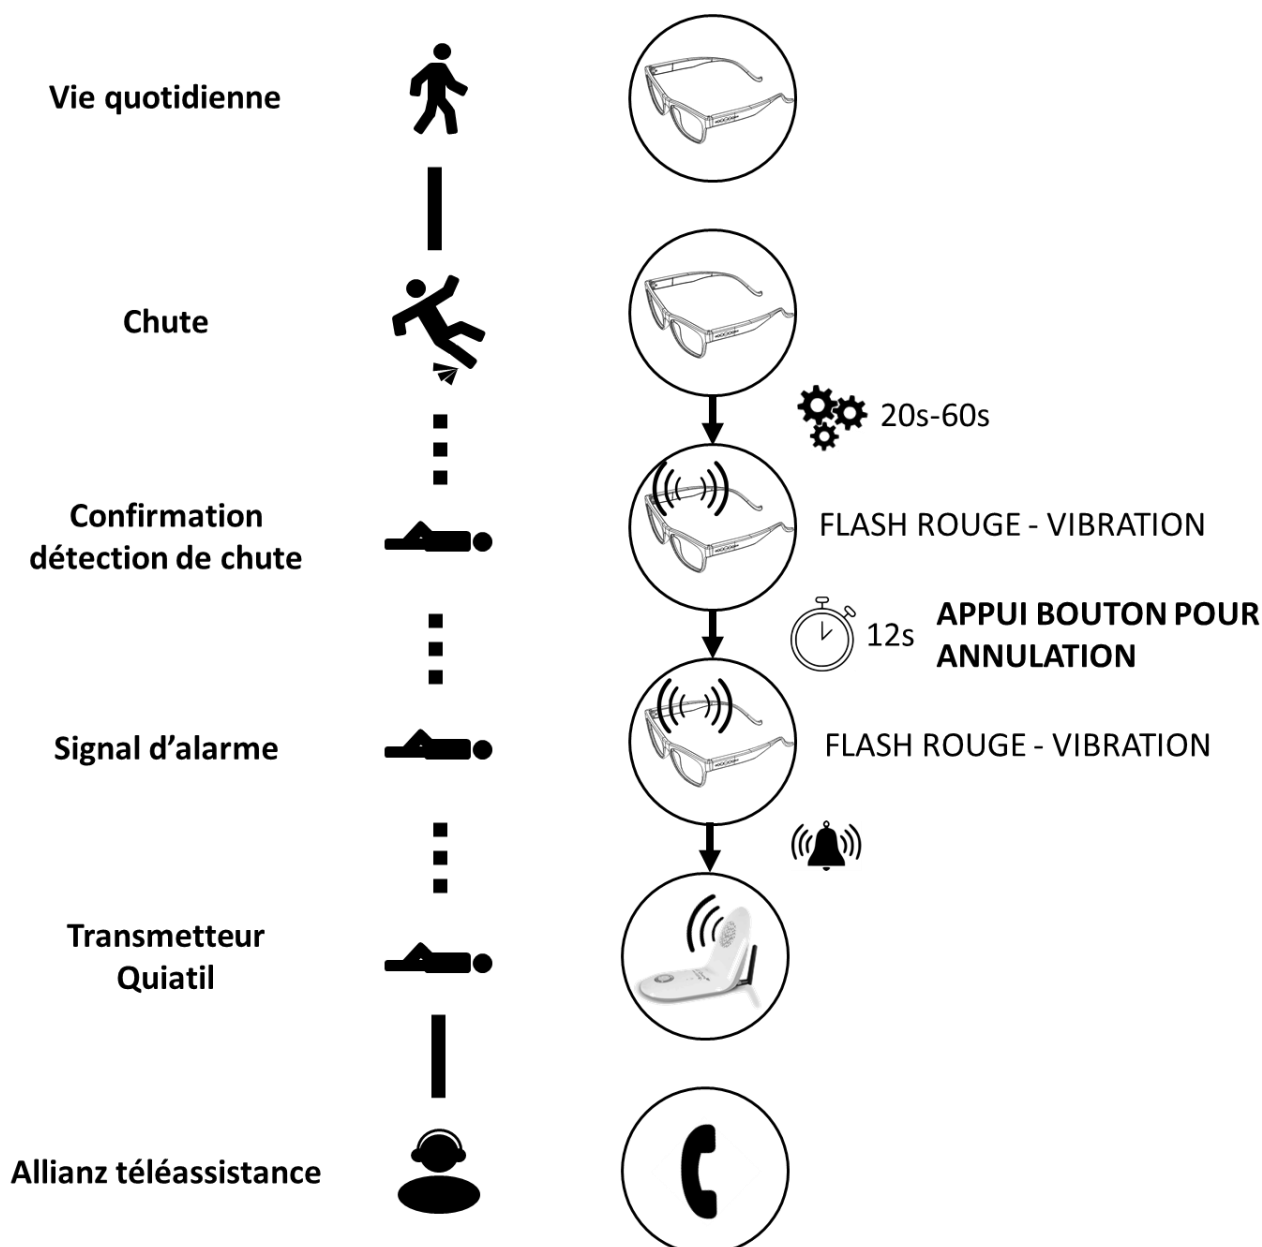 Vie quotidienne
Chute
20s-60s
Confirmation
détection de chute
FLASH ROUGE - VIBRATION
12s
APPUI BOUTON POUR
ANNULATION
Signal d’alarme
FLASH ROUGE - VIBRATION
Transmetteur
Quiatil
Allianz téléassistance